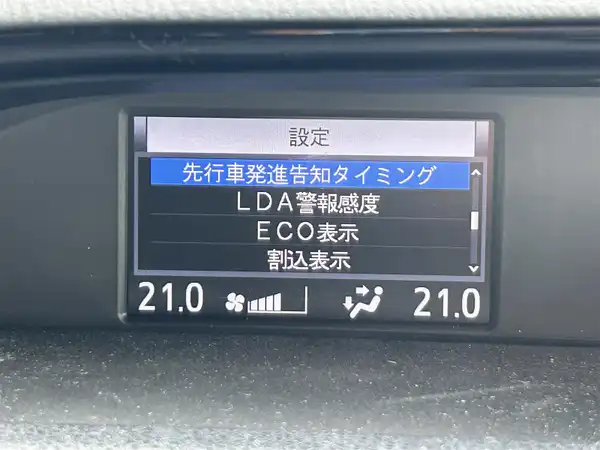 設定
先行車発進告知タイミング
ＬＤＡ警報感度
ＥＣＯ表示
割込表示
21.0 21.0